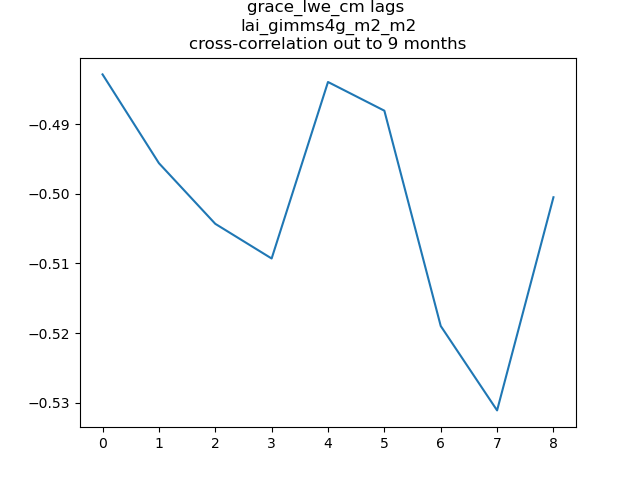 grace_lwe_cm lags
lai_gimms4g_m2_m2
cross-correlation out to 9 months
−0.49
−0.50
−0.51
−0.52
−0.53
0 1 2 3 4 5 6 7 8